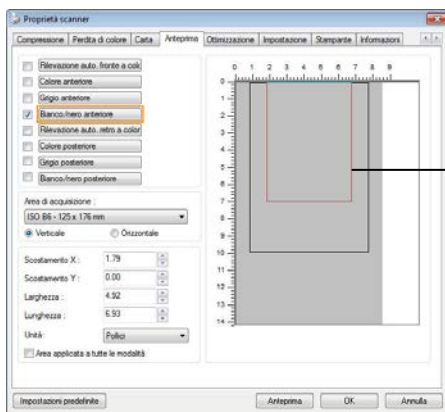 Proprietà scanner
Compressione Perdita di colore Carta Anteprima Ottimizzazione Impostazione Stampante Informazioni
Rilevazione auto. fronte a colo
Colore anteriore
Grigio anteriore
Bianco/nero anteriore
Rilevazione auto. retro a color
Colore posteriore
Grigio posteriore
Bianco/nero posteriore
Area di acquisizione :
ISO B6 - 125 x 176 mm
Verticale Orizzontale
Scostamento X : 1.79
Scostamento Y : 0.00
Larghezza : 4.92
Lunghezza : 6.93
Unità: Pollici
Area applicata a tutte le modalità
0 1 2 3 4 5 6 7 8 9
0
1
2
3
4
5
6
7
8
9
10
11
12
13
14
Impostazioni predefinite Anteprima OK Annulla